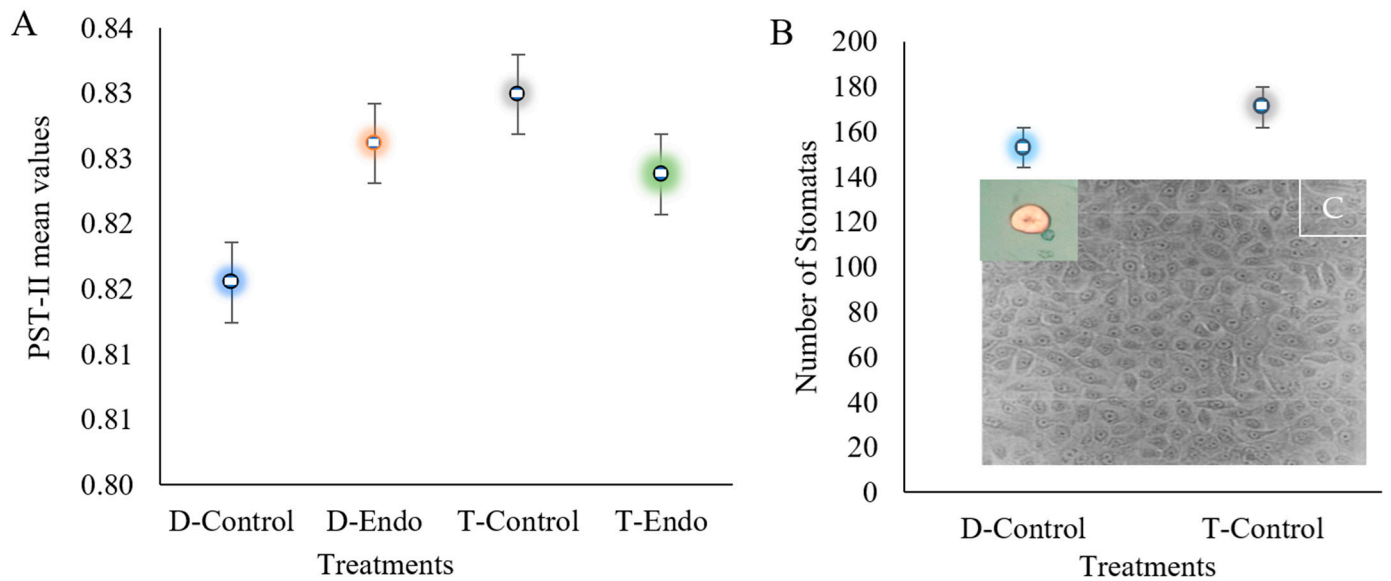 A
PST-II mean values
0.84
0.83
0.83
0.82
0.82
0.81
0.81
0.80
D-Control
D-Endo
T-Control
T-Endo
Treatments
B
Number of Stomatas
200
180
160
140
120
100
80
60
40
20
0
C
D-Control
T-Control
Treatments